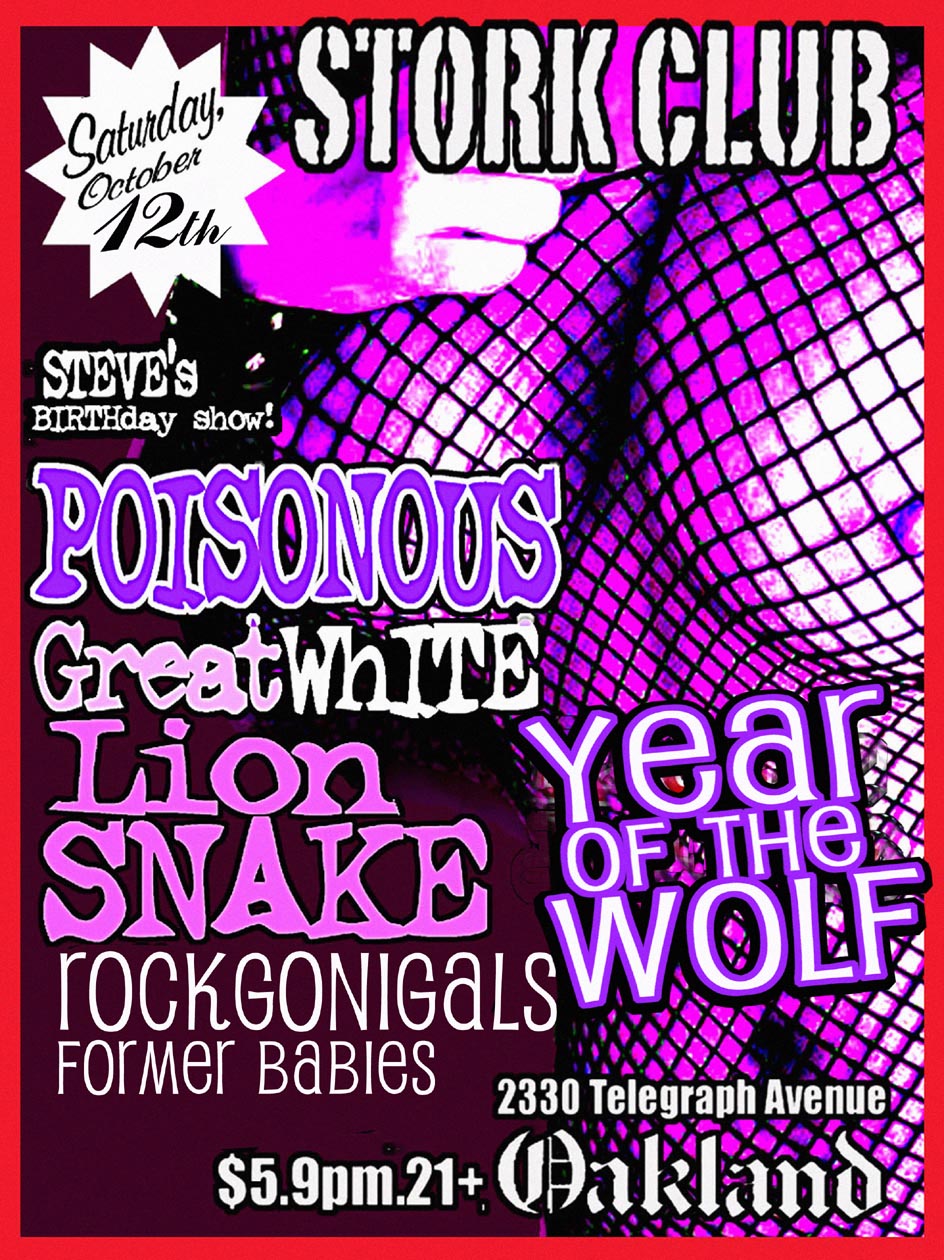 STORK CLUB
Saturday,
October
12th
STEVE's
BIRTHday show!
POISONOUS
GreatWhITE
Lion
SNAKE
Year
OF THe
WOLF
rOCKGONIGaLS
FORMer BaBIES
2330 Telegraph Avenue
$5.9pm.21+ Oakland